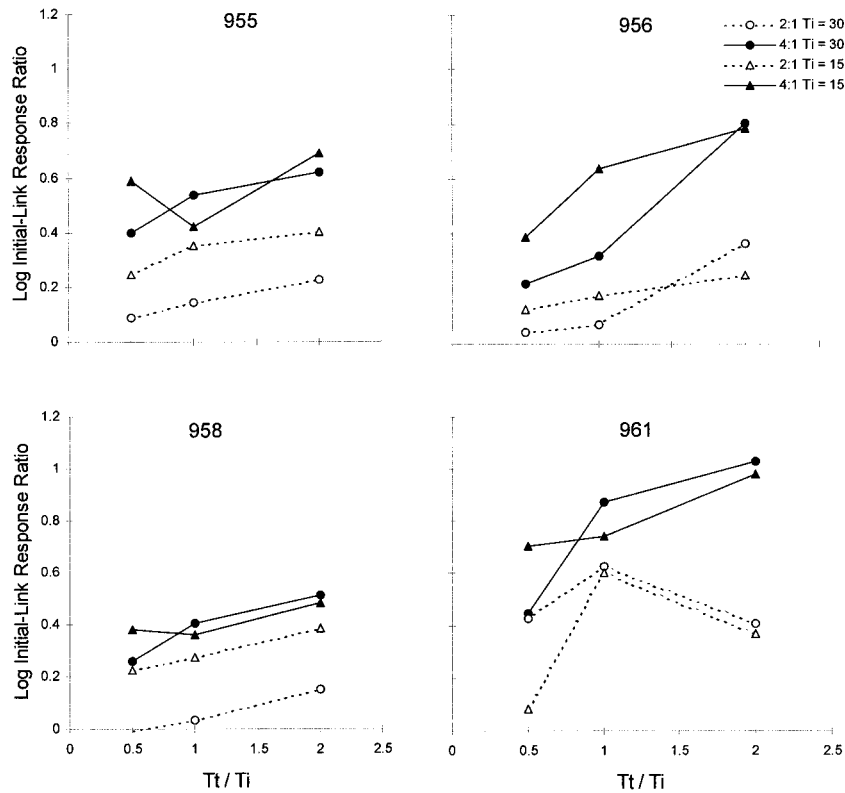 955
956
2:1 Ti = 30
4:1 Ti = 30
2:1 Ti = 15
4:1 Ti = 15
Log Initial-Link Response Ratio
1.2
1
0.8
0.6
0.4
0.2
0
958
961
Log Initial-Link Response Ratio
1.2
1
0.8
0.6
0.4
0.2
0
0 0.5 1 1.5 2 2.5
0 0.5 1 1.5 2 2.5
Tt / Ti
Tt / Ti